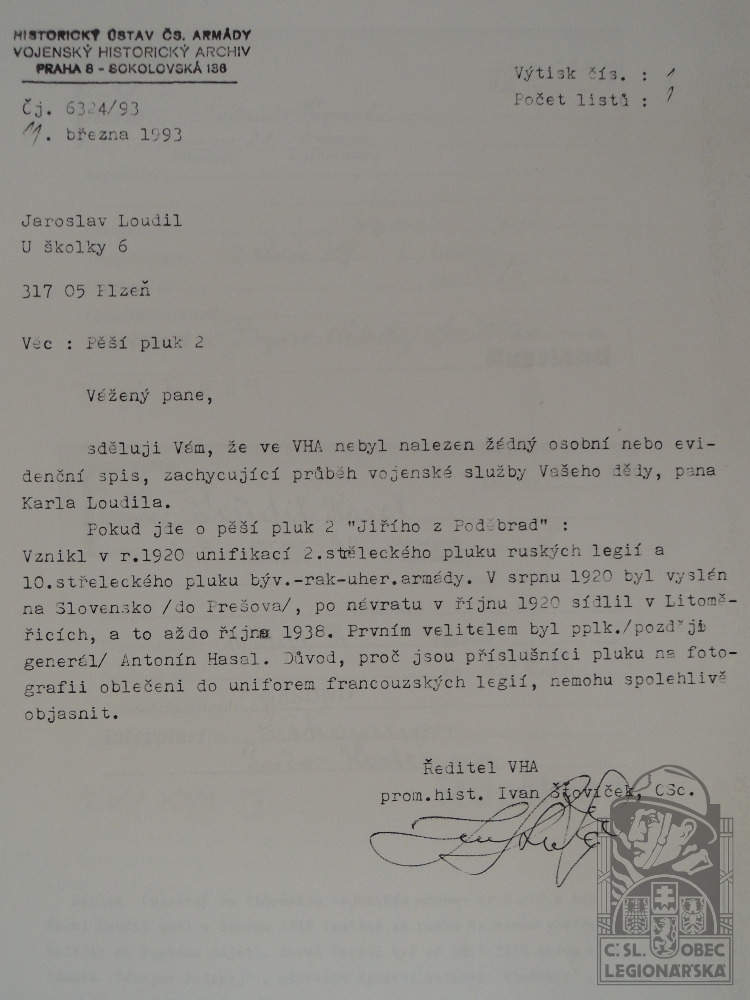 HISTORICKÝ ÚSTAV ČS. ARMÁDY
VOJENSKÝ HISTORICKÝ ARCHIV
PRAHA 8 - SOKOLOVSKÁ 136
Výtisk čís. : 1
Počet listů : 1
Čj. 6324/93
11. března 1993
Jaroslav Loudil
U školky 6
317 05 Plzeň
Věc : Pěší pluk 2
Vážený pane,
sděluji Vám, že ve VHA nebyl nalezen žádný osobní nebo evi-
denční spis, zachycující průběh vojenské služby Vašeho dědy, pana
Karla Loudila.
Pokud jde o pěší pluk 2 "Jiřího z Poděbrad" :
Vznikl v r.1920 unifikací 2.střeleckého pluku ruských legií a
10.střeleckého pluku býv.-rak-uher.armády. V srpnu 1920 byl vyslán
na Slovensko /do Prešova/, po návratu v říjnu 1920 sídlil v Litomě-
řicích, a to aždo října 1938. Prvním velitelem byl pplk./později
generál/ Antonín Hasal. Důvod, proč jsou příslušníci pluku na foto-
grafii oblečeni do uniforem francouzských legií, nemohu spolehlivě
objasnit.
Ředitel VHA
prom.hist. Ivan Šťovíček, CSc.
Č.SL. OBEC
LEGIONÁŘSKÁ